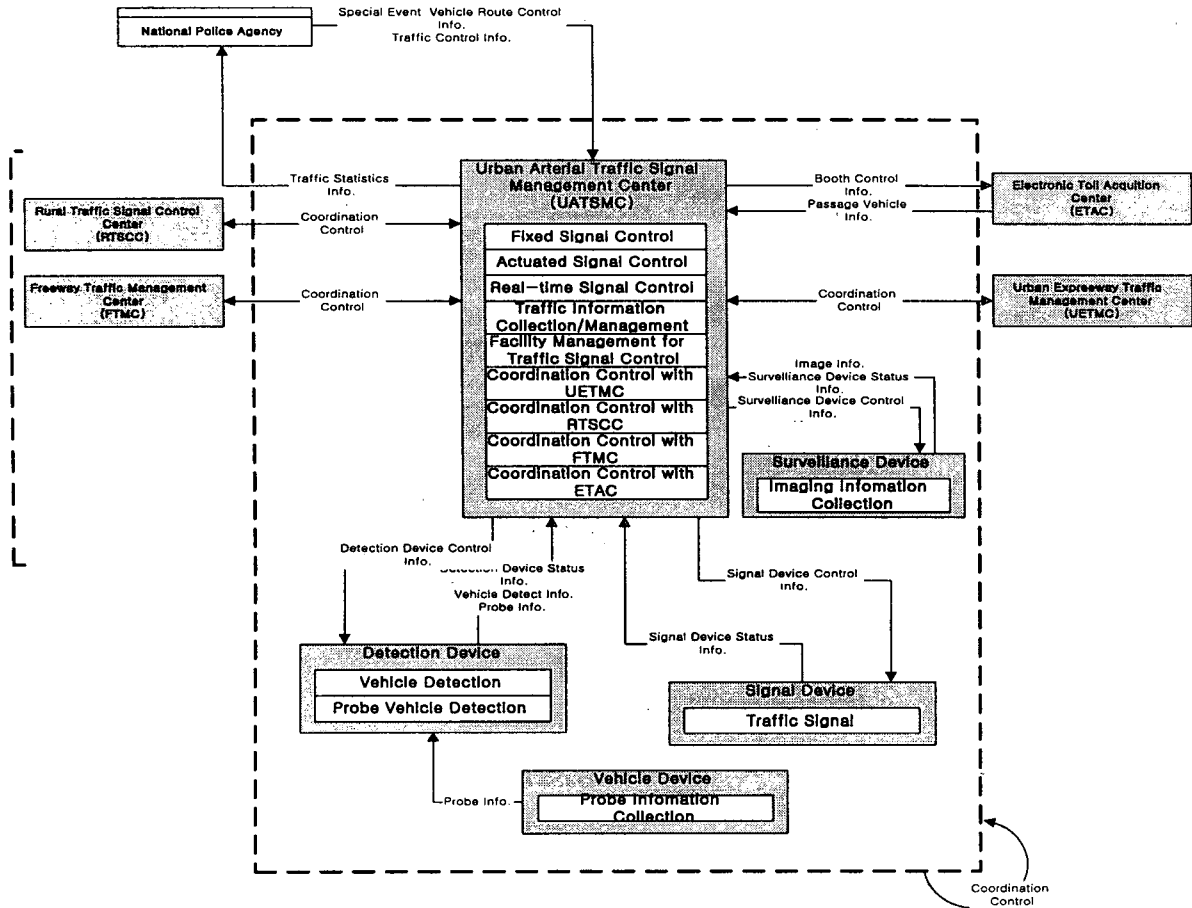 Special Event Vehicle Route Control
Info.
Traffic Control Info.
National Police Agency
Urban Arterial Traffic Signal
Management Center
(UATSMC)
Traffic Statistics
Info.
Booth Control
Info.
Passage Vehicle
Info.
Electronic Toll Acquition
Center
(ETAC)
Rural Traffic Signal Control
Center
(RTSCC)
Coordination
Control
Freeway Traffic Management
Center
(FTMC)
Coordination
Control
Fixed Signal Control
Actuated Signal Control
Real-time Signal Control
Traffic Information
Collection/Management
Facility Management for
Traffic Signal Control
Coordination Control with
UETMC
Coordination Control with
RTSCC
Coordination Control with
FTMC
Coordination Control with
ETAC
Coordination
Control
Urban Expreeway Traffic
Management Center
(UETMC)
Image Info.
Survelliance Device Status
Info.
Survelliance Device Control
Info.
Survelliance Device
Imaging Infomation
Collection
Detection Device Control
Info.
Detection Device Status
Info.
Vehicle Detect Info.
Probe Info.
Signal Device Control
Info.
Signal Device Status
Info.
Detection Device
Vehicle Detection
Probe Vehicle Detection
Signal Device
Traffic Signal
Vehicle Device
Probe Infomation
Collection
Probe Info.
Coordination
Control